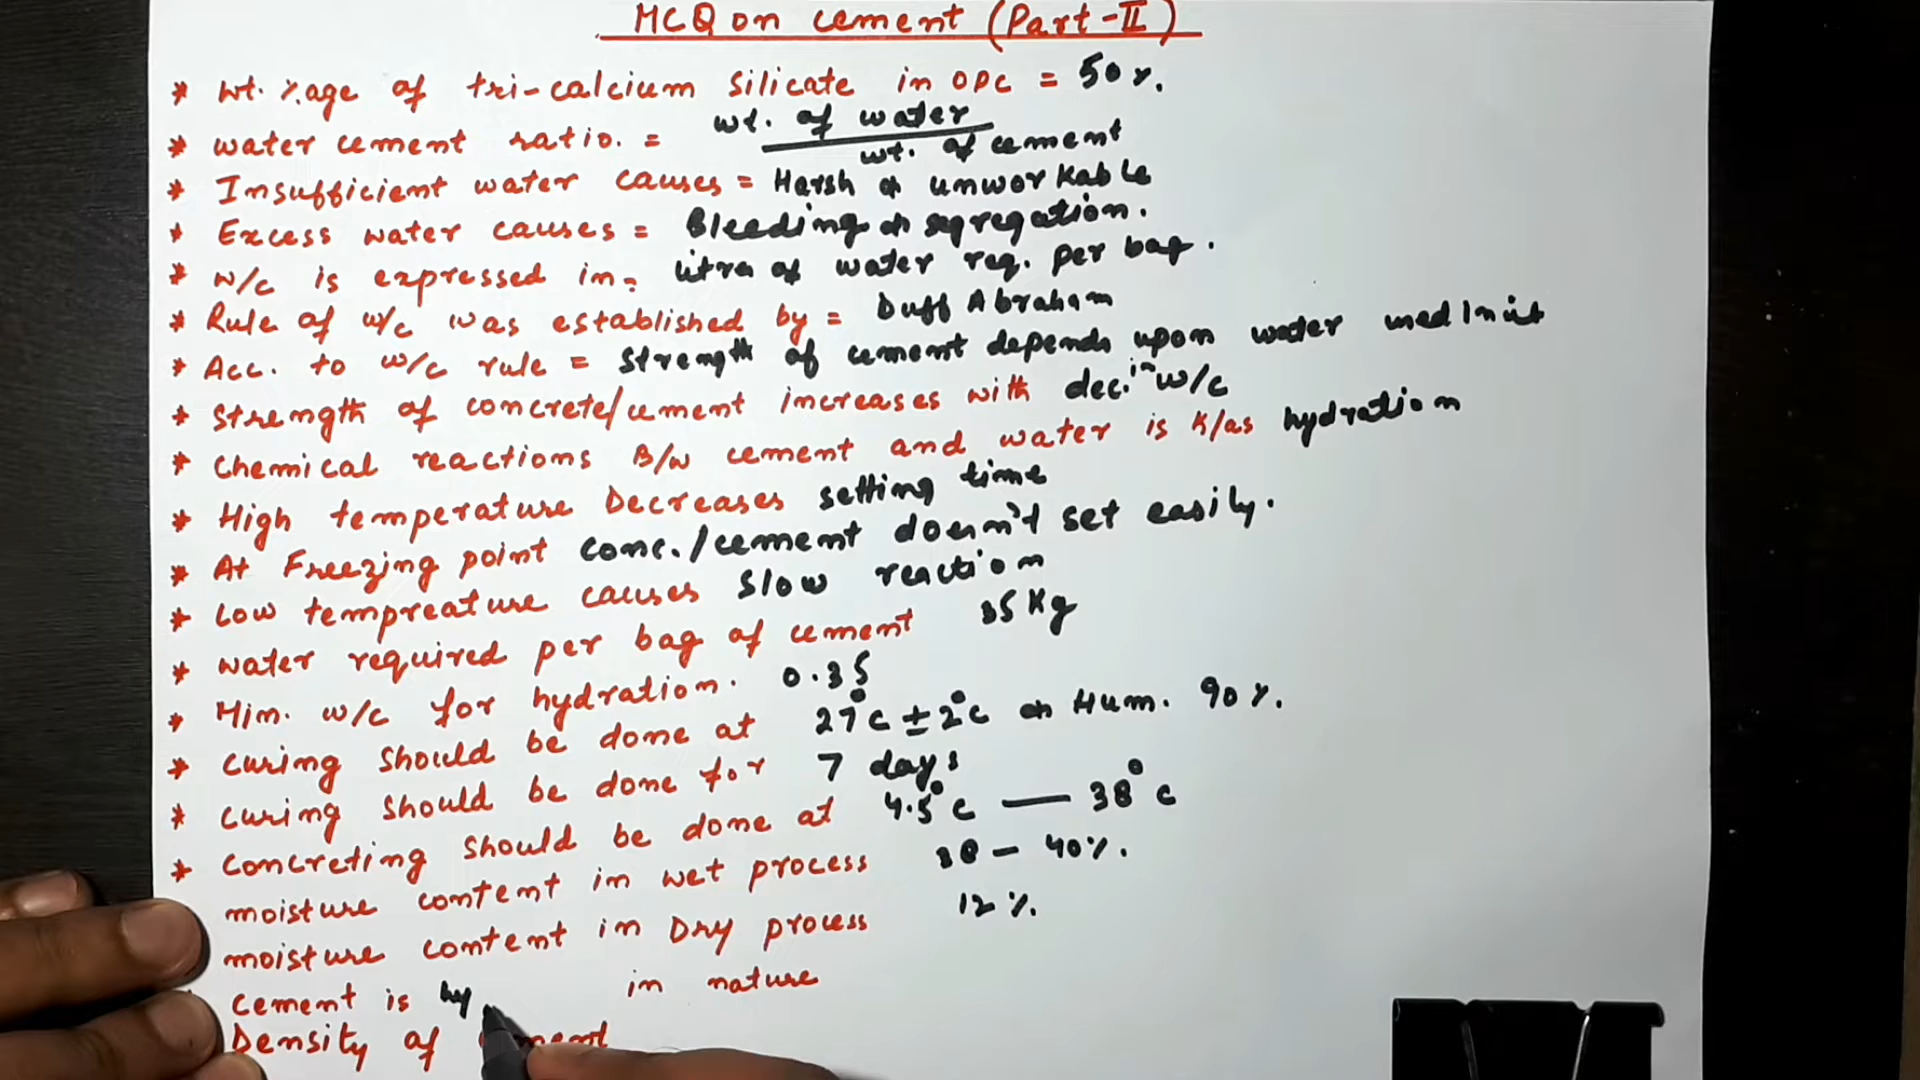 MCQ on cement (Part-II)
* wt. %age of tri-calcium silicate in OPC = 50%.
* water cement ratio. = wt. of water
wt. of cement
* Insufficient water causes = Harsh or unworkable
* Excess water causes = Bleeding or segregation.
* w/c is expressed in = litres of water req. per bag.
* Rule of w/c was established by = Duff Abraham
* Acc. to w/c rule = Strength of cement depends upon water used in it
* Strength of concrete/cement increases with dec. in w/c
* Chemical reactions B/w cement and water is K/as hydration
* High temperature Decreases setting time
* At Freezing point conc./cement doesn't set easily.
* Low tempreature causes slow reaction
* water required per bag of cement 35 Kg
* Min. w/c for hydration. 0.35
* curing should be done at 27°c ± 2°c or Hum. 90%.
* curing should be done for 7 days
* concreting should be done at 4.5°c — 38°c
moisture content in wet process 30 - 40%.
moisture content in Dry process 12%.
cement is hy in nature
Density of